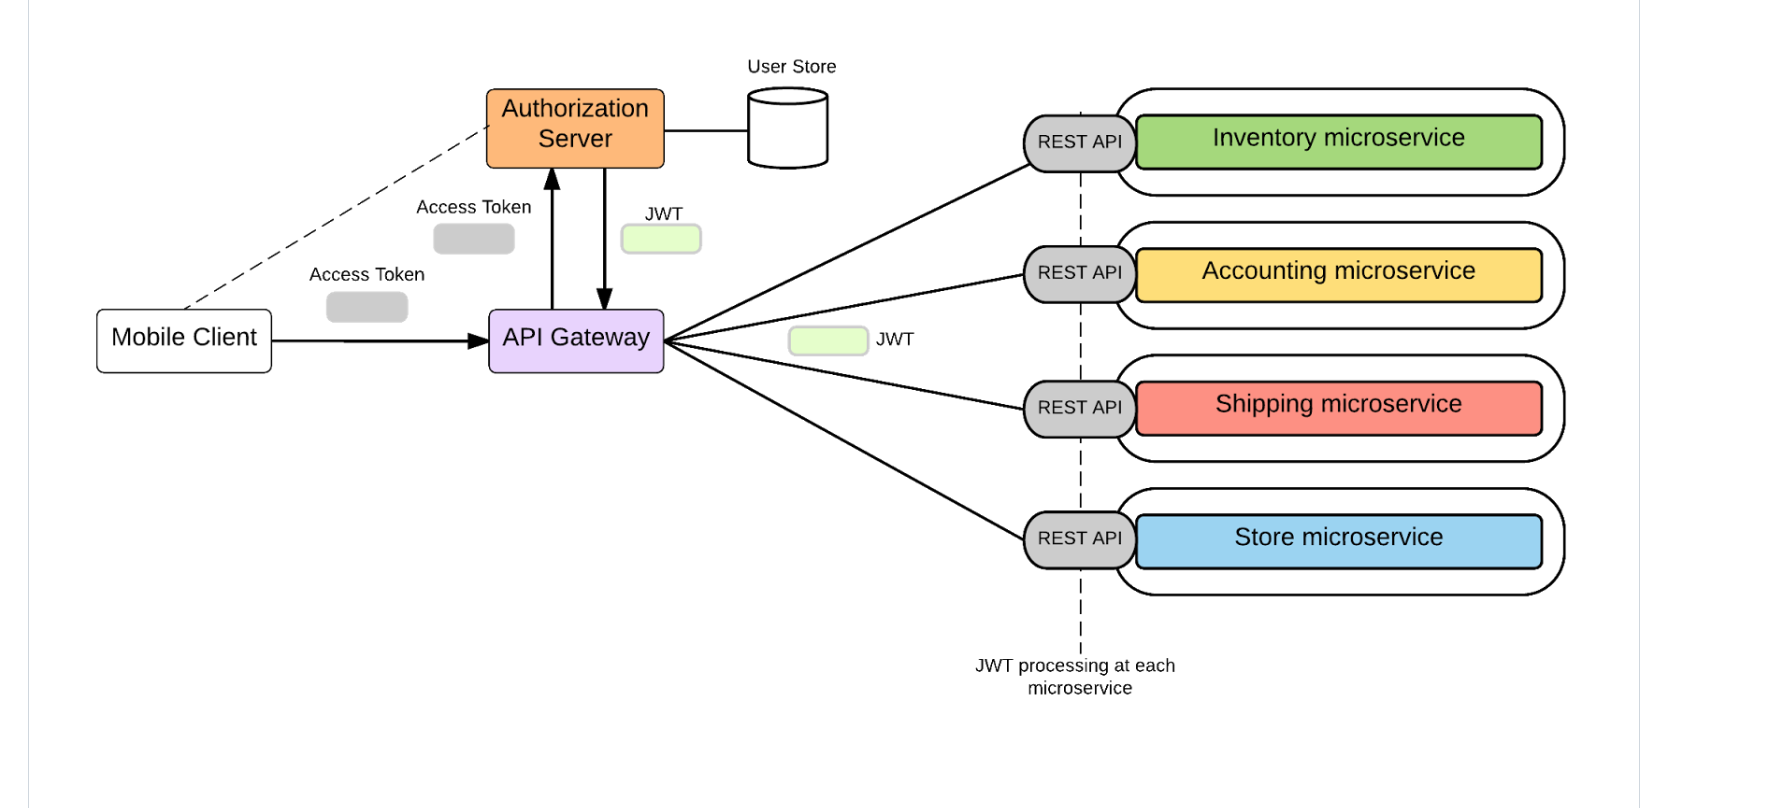 User Store
Authorization
Server
REST API
Inventory microservice
Access Token
JWT
Access Token
REST API
Accounting microservice
Mobile Client
API Gateway
JWT
REST API
Shipping microservice
REST API
Store microservice
JWT processing at each
microservice